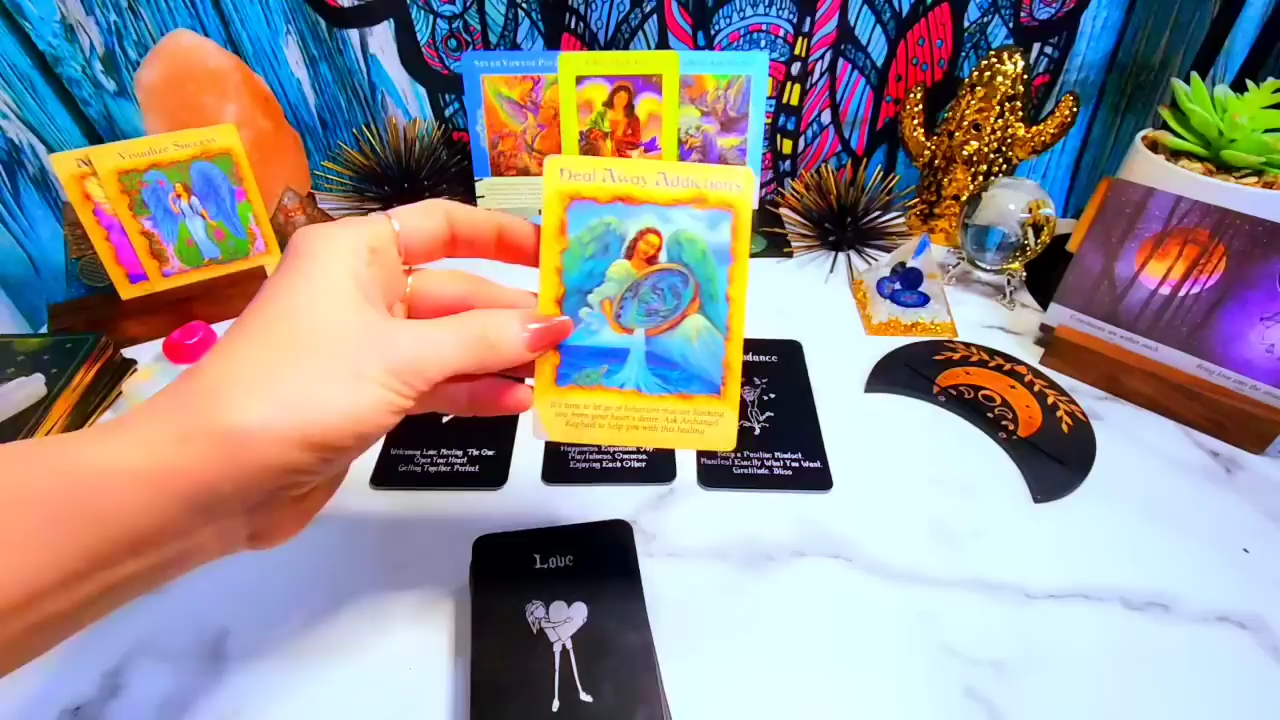 Visualize Success
Heal Away Addictions
It's time to let go of behaviors that are blocking
you from your heart's desire. Ask Archangel
Raphael to help you with this healing
Welcoming Love, Meeting The One
Open Your Heart,
Getting Together, Perfect,
Happiness, Expansion, Joy,
Playfulness, Oneness,
Enjoying Each Other
dance
Keep a Positive Mindset,
Manifest Exactly What You Want,
Gratitude, Bliss
Love